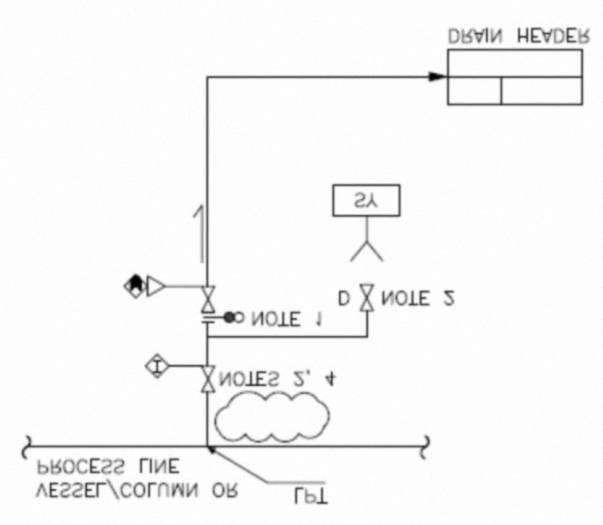 VESSEL/COLUMN OR
PROCESS LINE
LPT
I
NOTES 2, 4
NOTE 1
D
NOTE 2
SY
DRAIN HEADER